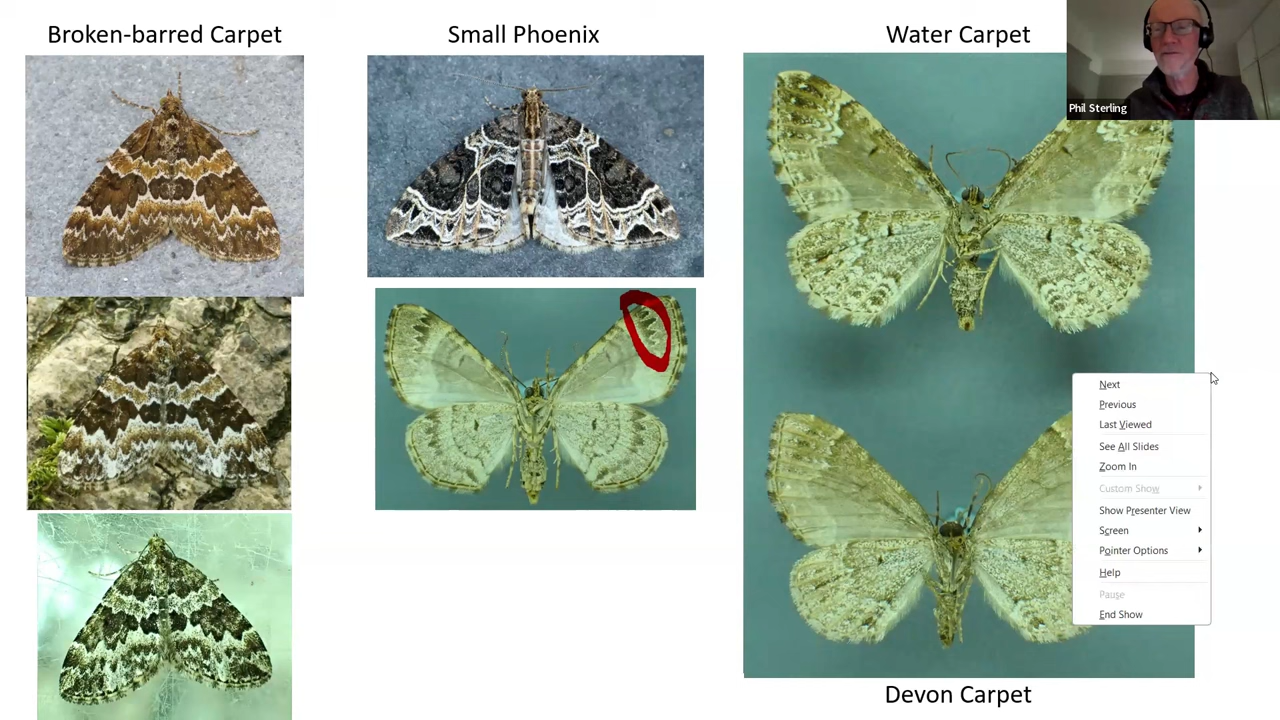 Broken-barred Carpet
Small Phoenix
Water Carpet
Phil Sterling
Next
Previous
Last Viewed
See All Slides
Zoom In
Custom Show
Show Presenter View
Screen
Pointer Options
Help
Pause
End Show
Devon Carpet